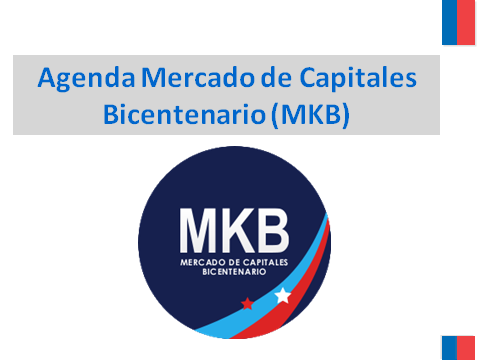 Agenda Mercado de Capitales
Bicentenario (MKB)
MKB
MERCADO DE CAPITALES
BICENTENARIO